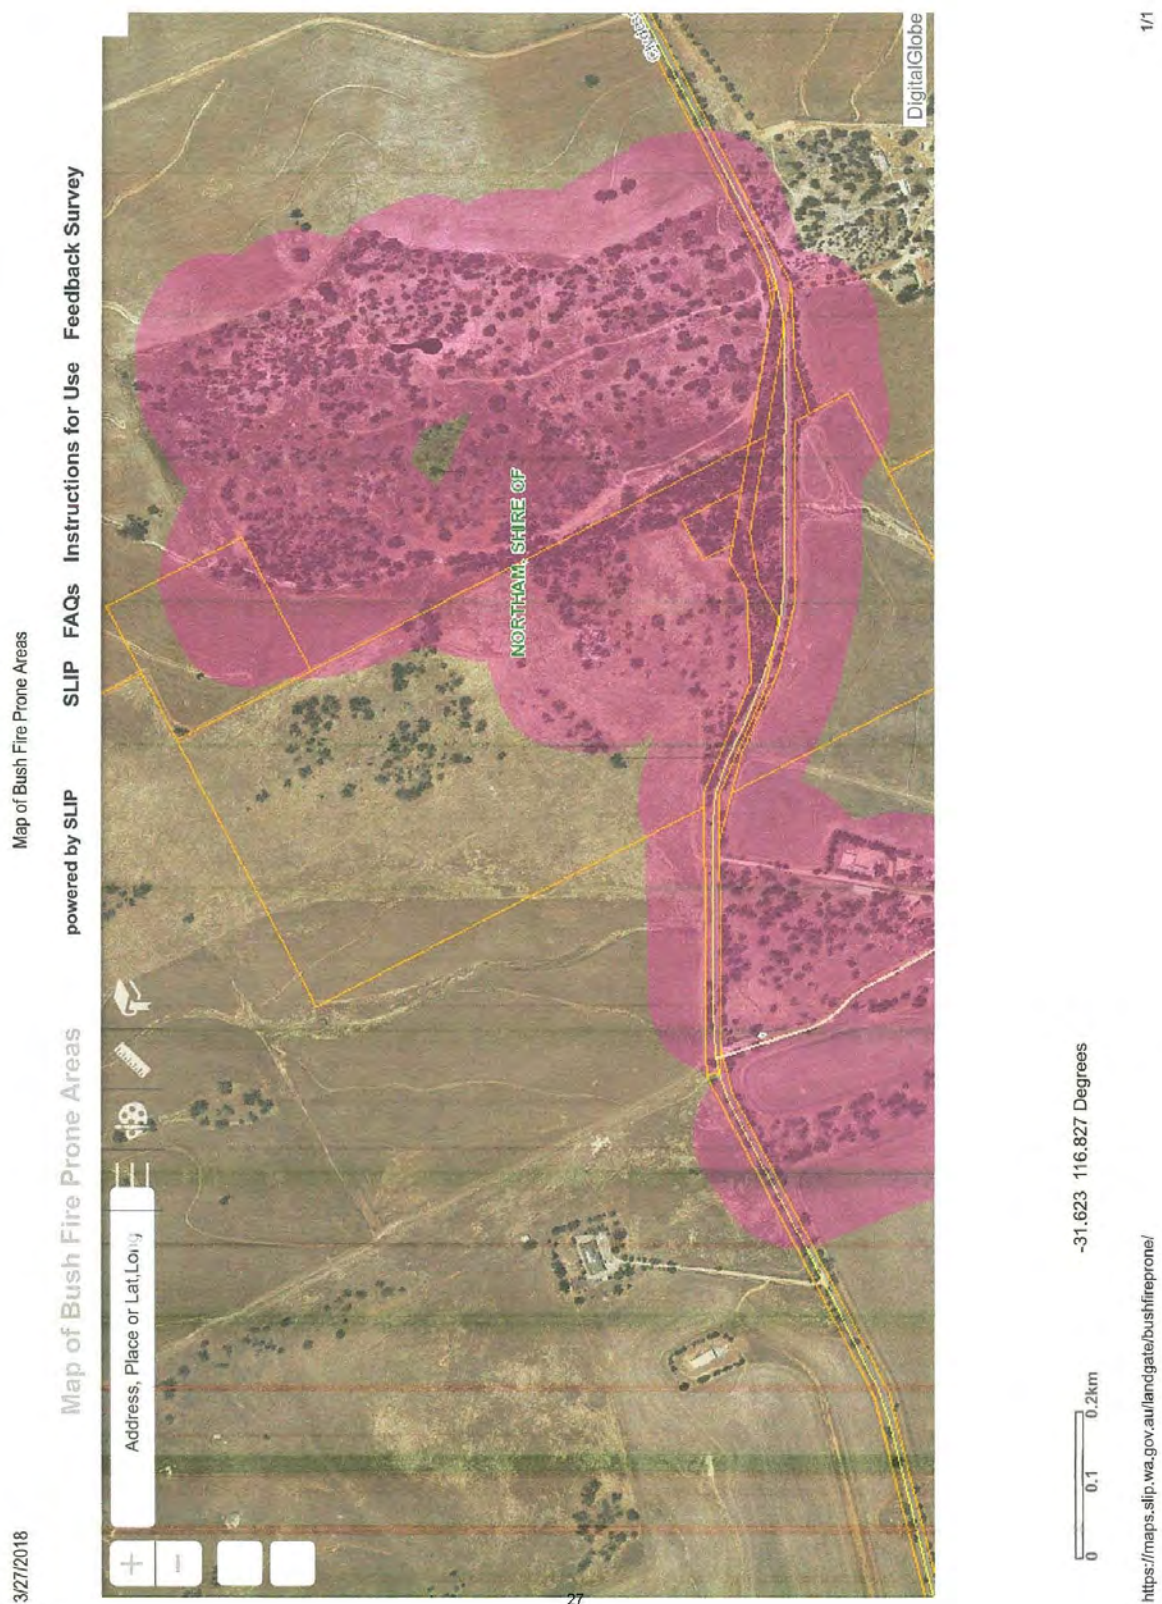 3/27/2018
Map of Bush Fire Prone Areas
Map of Bush Fire Prone Areas
powered by SLIP
SLIP
FAQs
Instructions for Use
Feedback Survey
Address, Place or Lat,Long
NORTHAM, SHIRE OF
DigitalGlobe
27
0 0.1 0.2km
-31.623 116.827 Degrees
https://maps.slip.wa.gov.au/landgate/bushfireprone/
1/1